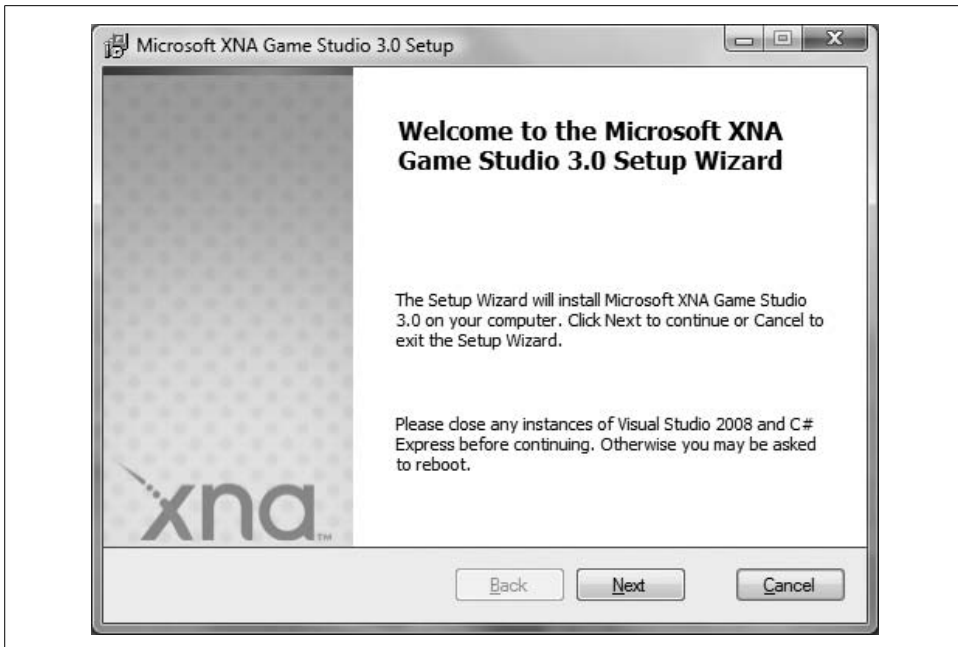 Microsoft XNA Game Studio 3.0 Setup
Welcome to the Microsoft XNA
Game Studio 3.0 Setup Wizard
The Setup Wizard will install Microsoft XNA Game Studio
3.0 on your computer. Click Next to continue or Cancel to
exit the Setup Wizard.
Please close any instances of Visual Studio 2008 and C#
Express before continuing. Otherwise you may be asked
to reboot.
xna™
Back Next Cancel